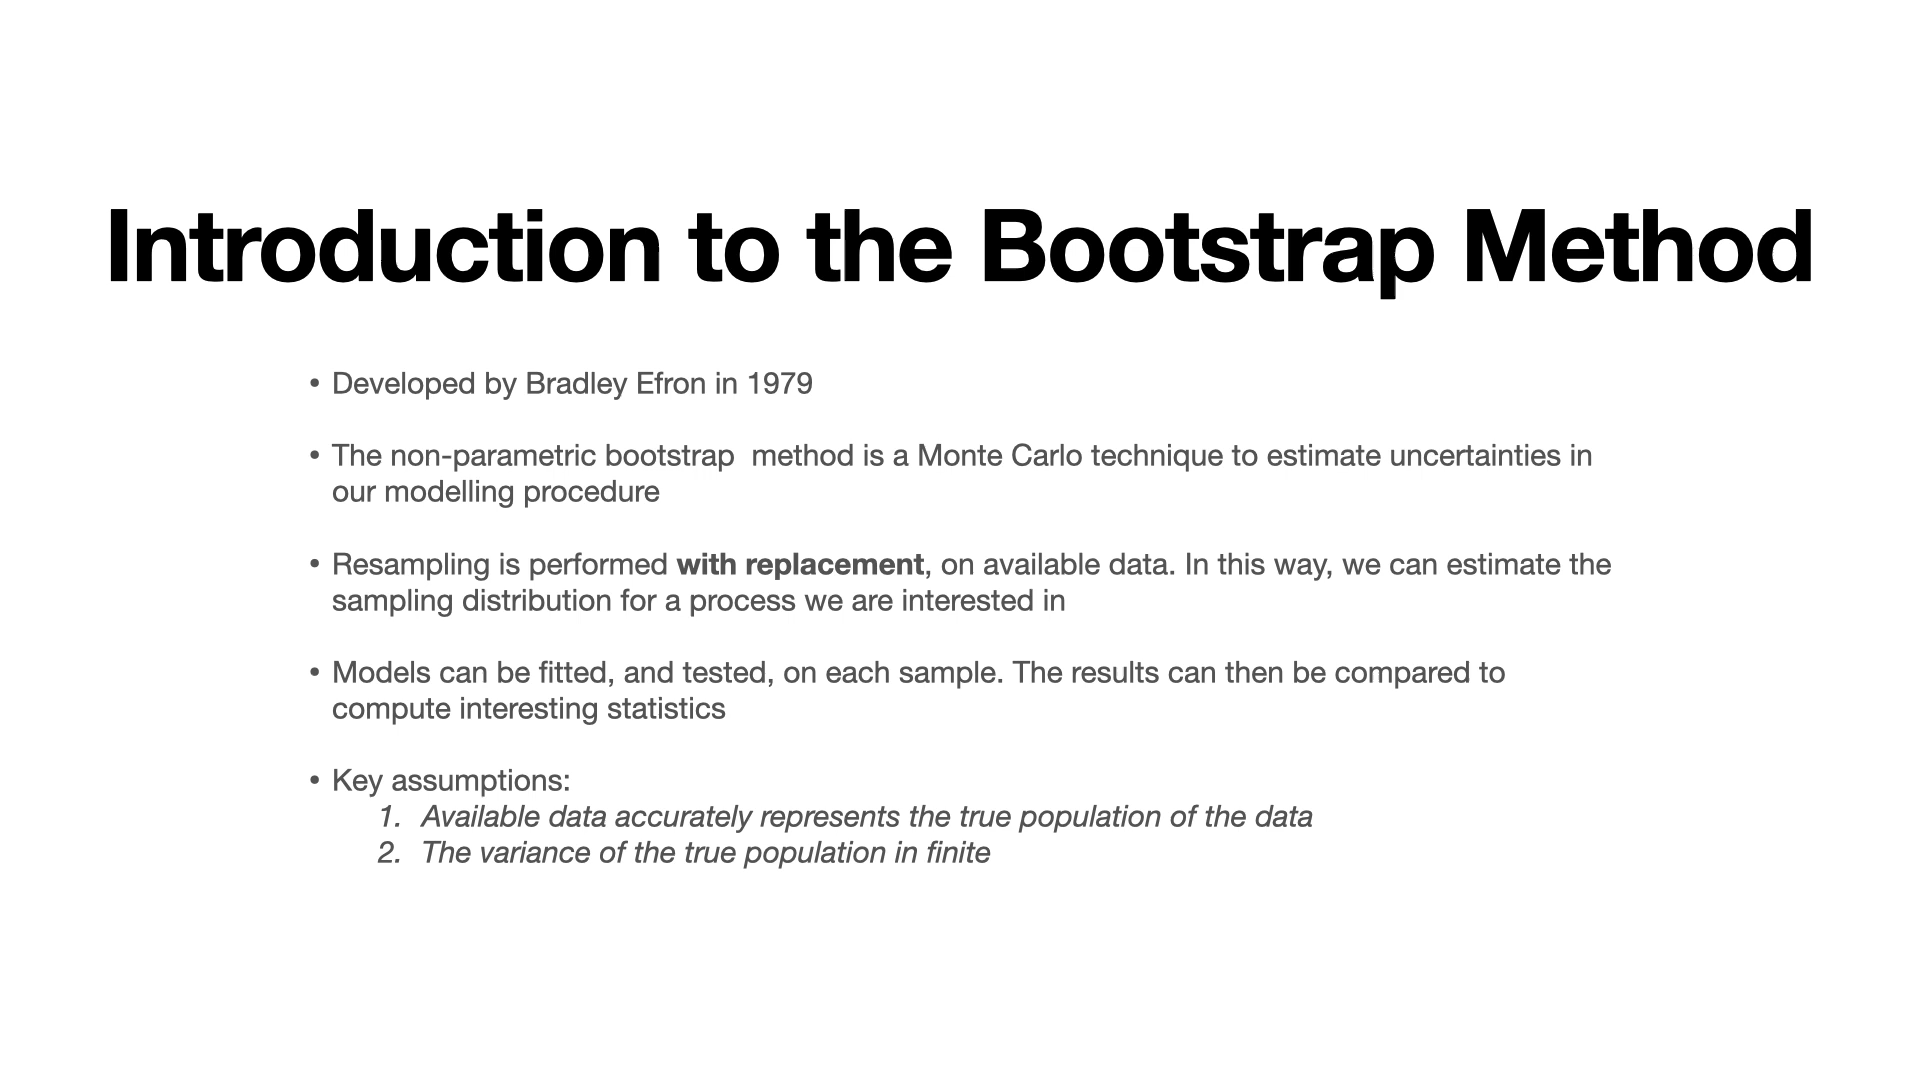 Introduction to the Bootstrap Method
• Developed by Bradley Efron in 1979
• The non-parametric bootstrap  method is a Monte Carlo technique to estimate uncertainties in
our modelling procedure
• Resampling is performed with replacement, on available data. In this way, we can estimate the
sampling distribution for a process we are interested in
• Models can be fitted, and tested, on each sample. The results can then be compared to
compute interesting statistics
• Key assumptions:
1. Available data accurately represents the true population of the data
2. The variance of the true population in finite